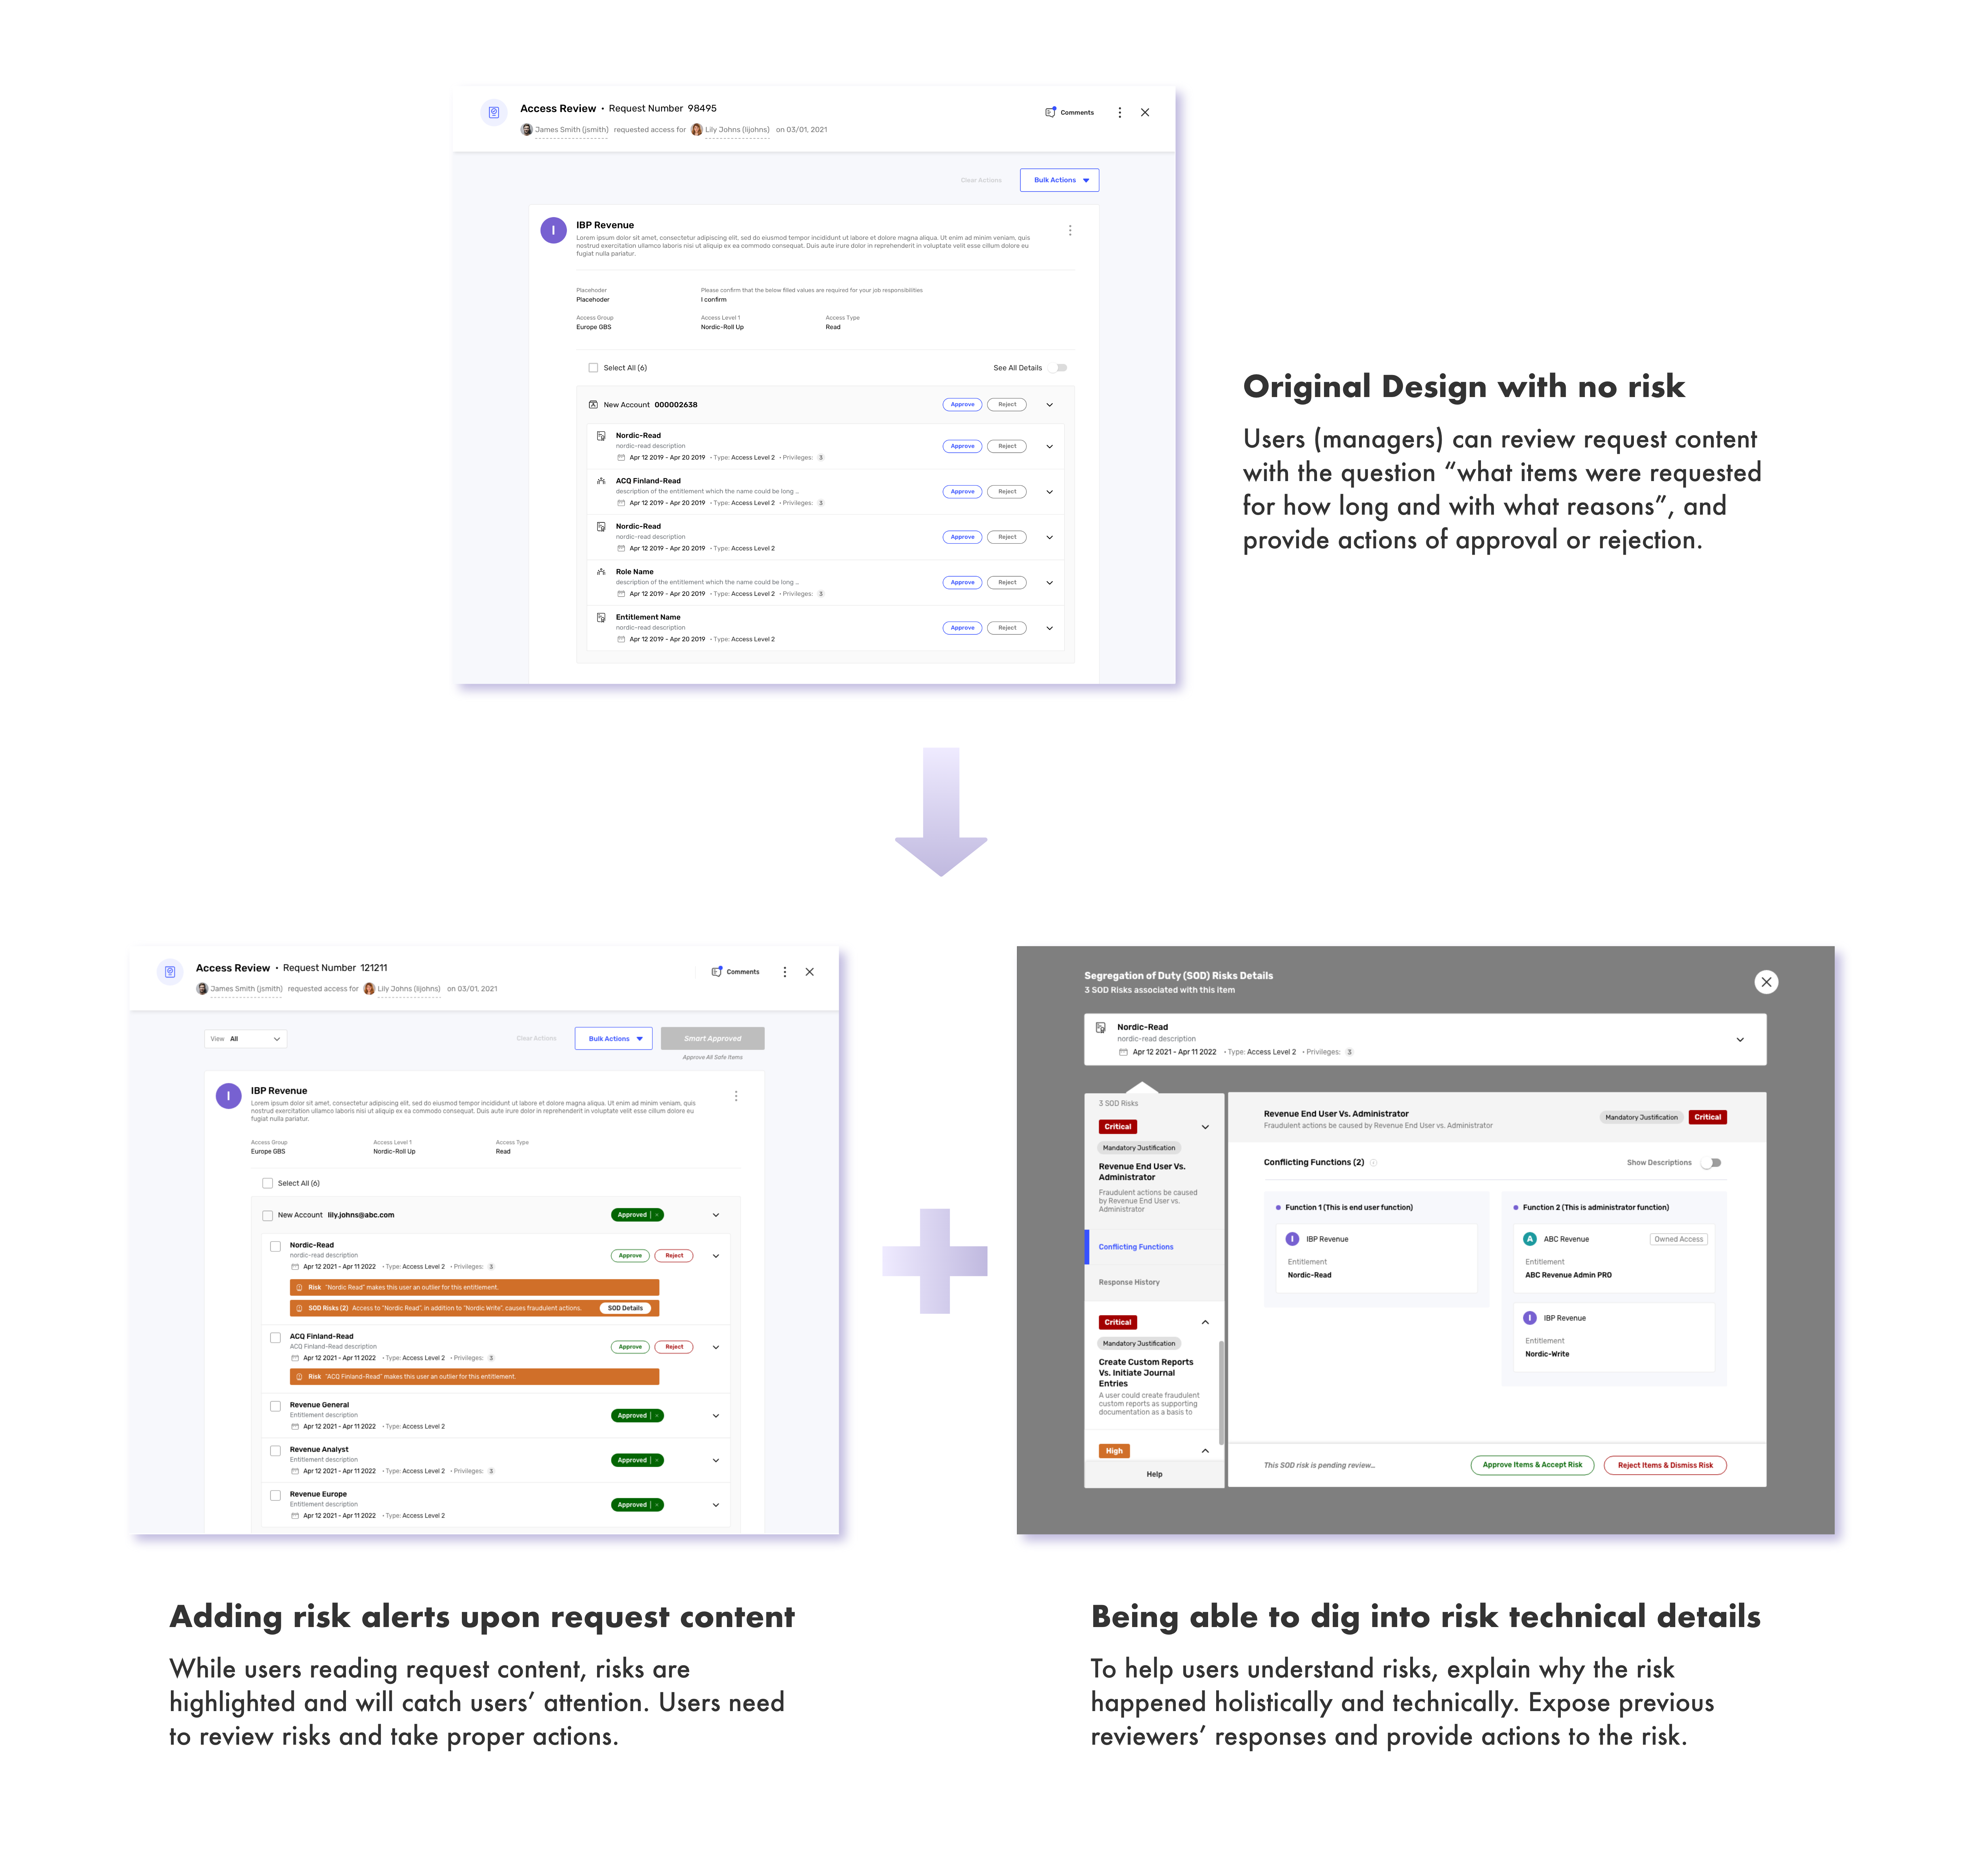 Access Review • Request Number 98495
James Smith (jsmith) requested access for Lily Johns (lijohns) on 03/01, 2021
Comments
Clear Actions
Bulk Actions
I
IBP Revenue
Lorem ipsum dolor sit amet, consectetur adipiscing elit, sed do eiusmod tempor incididunt ut labore et dolore magna aliqua. Ut enim ad minim veniam, quis
nostrud exercitation ullamco laboris nisi ut aliquip ex ea commodo consequat. Duis aute irure dolor in reprehenderit in voluptate velit esse cillum dolore eu
fugiat nulla pariatur.
Placehoder
Placehoder
Please confirm that the below filled values are required for your job responsibilities
I confirm
Access Group
Europe GBS
Access Level 1
Nordic-Roll Up
Access Type
Read
Select All (6)
See All Details
New Account 000002638
Approve
Reject
Nordic-Read
nordic-read description
Apr 12 2019 - Apr 20 2019 • Type: Access Level 2 • Privileges: 3
Approve
Reject
ACQ Finland-Read
description of the entitlement which the name could be long ...
Apr 12 2019 - Apr 20 2019 • Type: Access Level 2 • Privileges: 3
Approve
Reject
Nordic-Read
nordic-read description
Apr 12 2019 - Apr 20 2019 • Type: Access Level 2
Approve
Reject
Role Name
description of the entitlement which the name could be long ...
Apr 12 2019 - Apr 20 2019 • Type: Access Level 2 • Privileges: 3
Approve
Reject
Entitlement Name
nordic-read description
Apr 12 2019 - Apr 20 2019 • Type: Access Level 2
Approve
Reject
Original Design with no risk
Users (managers) can review request content
with the question “what items were requested
for how long and with what reasons”, and
provide actions of approval or rejection.
Access Review • Request Number 121211
James Smith (jsmith) requested access for Lily Johns (lijohns) on 03/01, 2021
Comments
View All
Clear Actions
Bulk Actions
Smart Approved
Approve All Safe Items
I
IBP Revenue
Lorem ipsum dolor sit amet, consectetur adipiscing elit, sed do eiusmod tempor incididunt ut labore et dolore magna aliqua. Ut enim ad minim veniam, quis
nostrud exercitation ullamco laboris nisi ut aliquip ex ea commodo consequat. Duis aute irure dolor in reprehenderit in voluptate velit esse cillum dolore eu
fugiat nulla pariatur.
Access Group
Europe GBS
Access Level 1
Nordic-Roll Up
Access Type
Read
Select All (6)
New Account lily.johns@abc.com
Approved | ×
Nordic-Read
nordic-read description
Apr 12 2021 - Apr 11 2022 • Type: Access Level 2 • Privileges: 3
Approve
Reject
Risk "Nordic Read" makes this user an outlier for this entitlement.
SOD Risks (2) Access to "Nordic Read", in addition to "Nordic Write", causes fraudulent actions.
SOD Details
ACQ Finland-Read
ACQ Finland-Read description
Apr 12 2021 - Apr 11 2022 • Type: Access Level 2 • Privileges: 3
Approve
Reject
Risk "ACQ Finland-Read" makes this user an outlier for this entitlement.
Revenue General
Entitlement description
Apr 12 2021 - Apr 11 2022 • Type: Access Level 2
Approved | ×
Revenue Analyst
Entitlement description
Apr 12 2021 - Apr 11 2022 • Type: Access Level 2 • Privileges: 3
Approved | ×
Revenue Europe
Entitlement description
Apr 12 2021 - Apr 11 2022 • Type: Access Level 2
Approved | ×
Segregation of Duty (SOD) Risks Details
3 SOD Risks associated with this item
Nordic-Read
nordic-read description
Apr 12 2021 - Apr 11 2022 • Type: Access Level 2 • Privileges: 3
3 SOD Risks
Critical
Mandatory Justification
Revenue End User Vs.
Administrator
Fraudulent actions be caused
by Revenue End User vs.
Administrator
Conflicting Functions
Response History
Critical
Mandatory Justification
Create Custom Reports
Vs. Initiate Journal
Entries
A user could create fraudulent
custom reports as supporting
documentation as a basis to
High
Help
Revenue End User Vs. Administrator
Fraudulent actions be caused by Revenue End User vs. Administrator
Mandatory Justification
Critical
Conflicting Functions (2)
Show Descriptions
Function 1 (This is end user function)
I
IBP Revenue
Entitlement
Nordic-Read
Function 2 (This is administrator function)
A
ABC Revenue
Owned Access
Entitlement
ABC Revenue Admin PRO
I
IBP Revenue
Entitlement
Nordic-Write
This SOD risk is pending review...
Approve Items & Accept Risk
Reject Items & Dismiss Risk
Adding risk alerts upon request content
While users reading request content, risks are
highlighted and will catch users’ attention. Users need
to review risks and take proper actions.
Being able to dig into risk technical details
To help users understand risks, explain why the risk
happened holistically and technically. Expose previous
reviewers’ responses and provide actions to the risk.